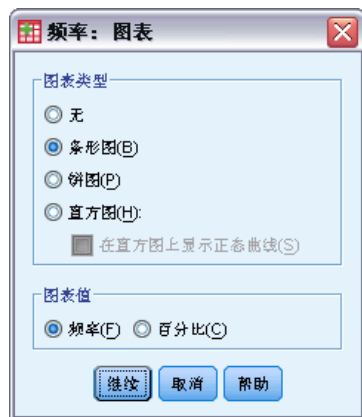 频率：图表
图表类型
无
条形图(B)
饼图(P)
直方图(H):
在直方图上显示正态曲线(S)
图表值
频率(F) 百分比(C)
继续 取消 帮助